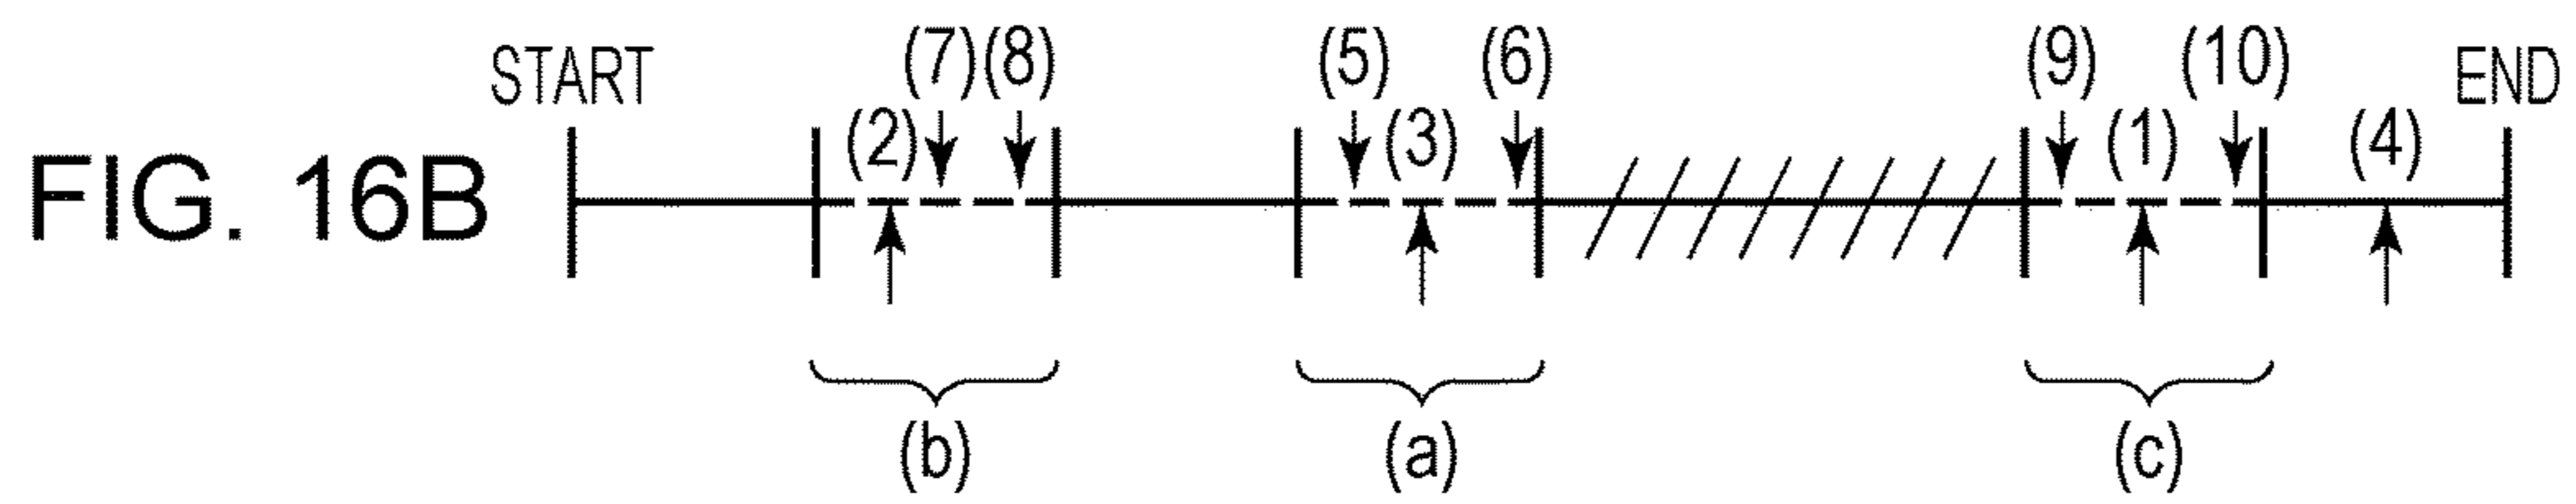 FIG. 16B
START
(7) (8)
(5)
(6)
(9)
(10)
END
(2)
(3)
(1)
(4)
(b)
(a)
(c)